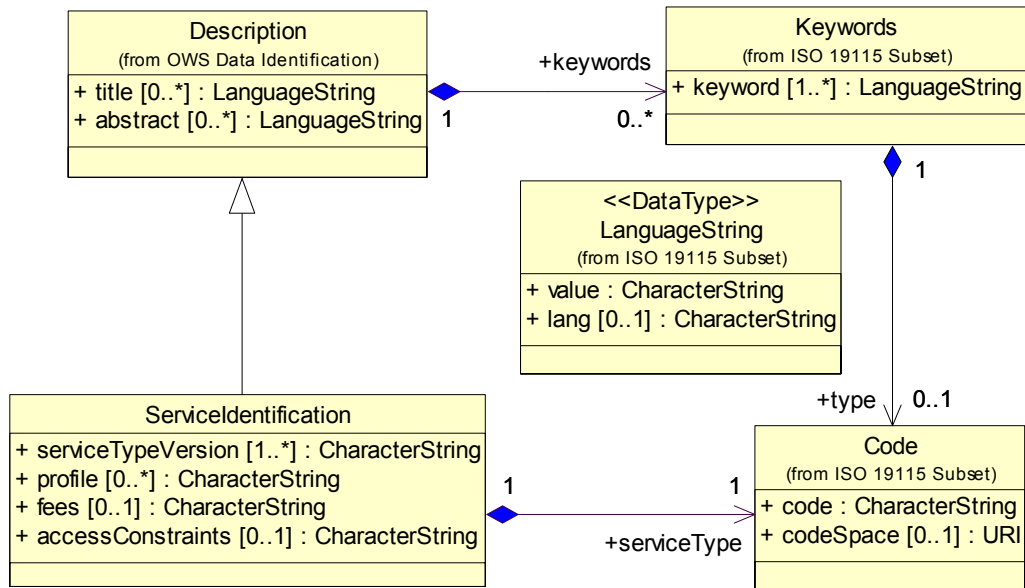 Description
(from OWS Data Identification)
+ title [0..*] : LanguageString
+ abstract [0..*] : LanguageString
1
+keywords
0..*
Keywords
(from ISO 19115 Subset)
+ keyword [1..*] : LanguageString
1
<<DataType>>
LanguageString
(from ISO 19115 Subset)
+ value : CharacterString
+ lang [0..1] : CharacterString
+type
0..1
ServiceIdentification
+ serviceTypeVersion [1..*] : CharacterString
+ profile [0..*] : CharacterString
+ fees [0..1] : CharacterString
+ accessConstraints [0..1] : CharacterString
1
1
+serviceType
Code
(from ISO 19115 Subset)
+ code : CharacterString
+ codeSpace [0..1] : URI